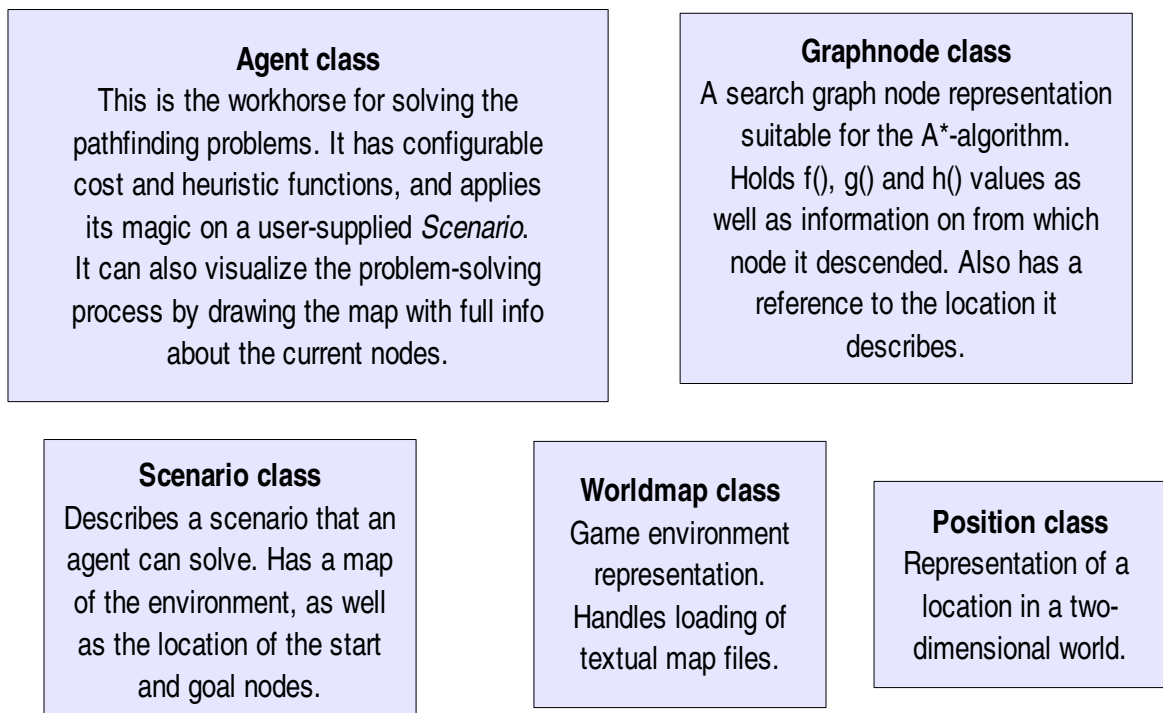 Agent class
This is the workhorse for solving the
pathfinding problems. It has configurable
cost and heuristic functions, and applies
its magic on a user-supplied Scenario.
It can also visualize the problem-solving
process by drawing the map with full info
about the current nodes.
Graphnode class
A search graph node representation
suitable for the A*-algorithm.
Holds f(), g() and h() values as
well as information on from which
node it descended. Also has a
reference to the location it
describes.
Scenario class
Describes a scenario that an
agent can solve. Has a map
of the environment, as well
as the location of the start
and goal nodes.
Worldmap class
Game environment
representation.
Handles loading of
textual map files.
Position class
Representation of a
location in a two-
dimensional world.